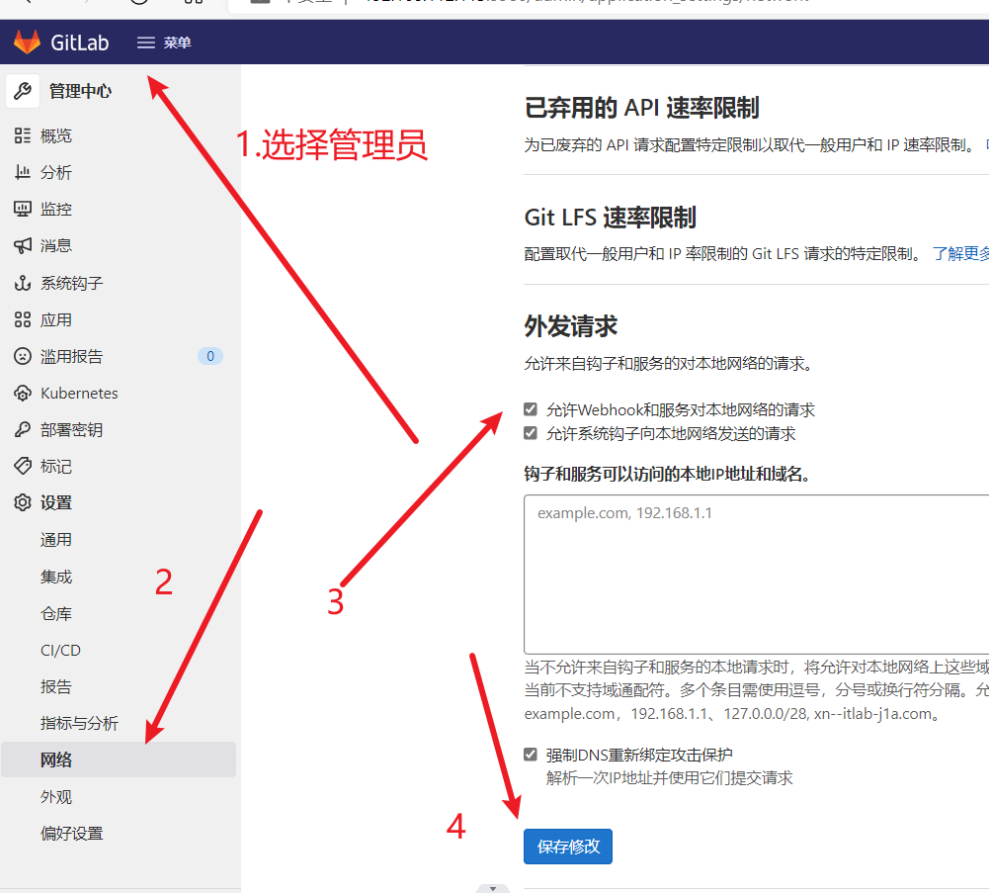 GitLab
菜单
管理中心
概览
分析
监控
消息
系统钩子
应用
滥用报告 0
Kubernetes
部署密钥
标记
设置
通用
集成
仓库
CI/CD
报告
指标与分析
网络
外观
偏好设置
1.选择管理员
2
3
4
已弃用的 API 速率限制
为已废弃的 API 请求配置特定限制以取代一般用户和 IP 速率限制。
Git LFS 速率限制
配置取代一般用户和 IP 率限制的 Git LFS 请求的特定限制。 了解更多
外发请求
允许来自钩子和服务的对本地网络的请求。
允许Webhook和服务对本地网络的请求
允许系统钩子向本地网络发送的请求
钩子和服务可以访问的本地IP地址和域名。
example.com, 192.168.1.1
当不允许来自钩子和服务的本地请求时，将允许对本地网络上这些域
当前不支持域通配符。多个条目需使用逗号，分号或换行符分隔。允
example.com，192.168.1.1、127.0.0.0/28, xn--itlab-j1a.com。
强制DNS重新绑定攻击保护
解析一次IP地址并使用它们提交请求
保存修改